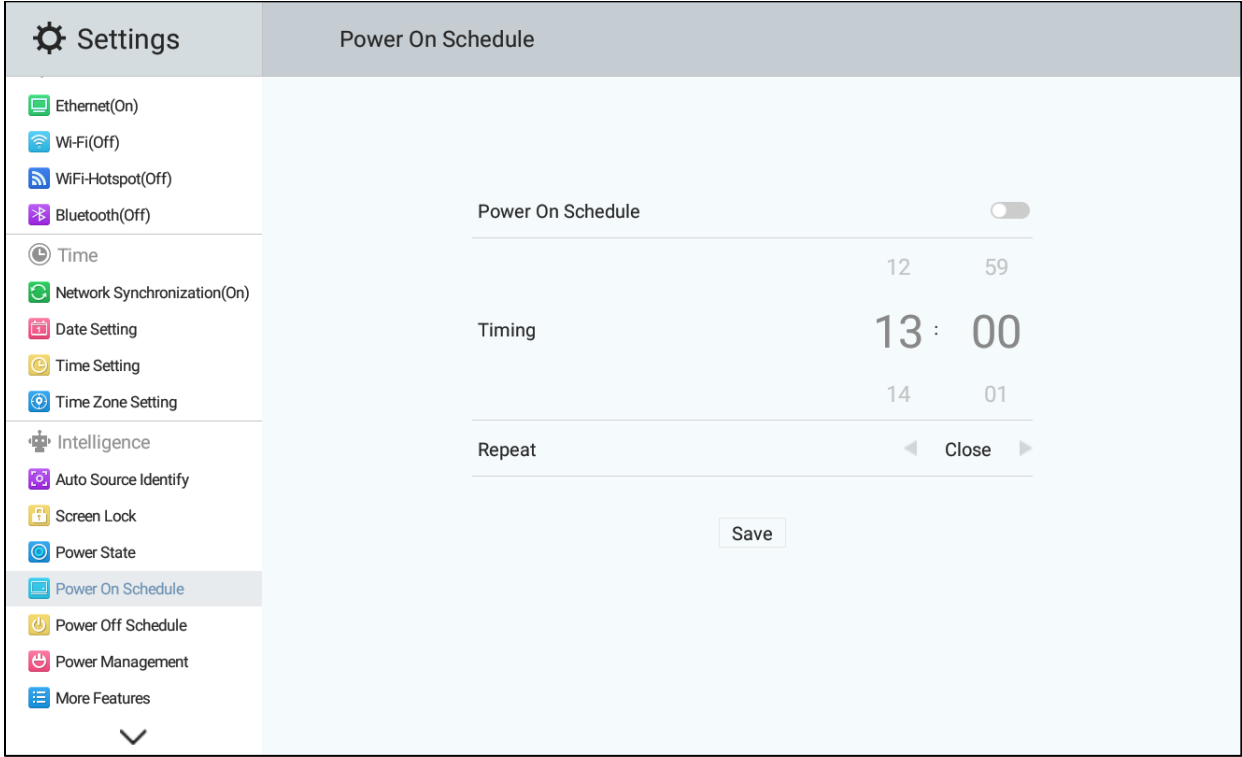 Settings
Power On Schedule
Ethernet(On)
Wi-Fi(Off)
WiFi-Hotspot(Off)
Bluetooth(Off)
Time
Network Synchronization(On)
Date Setting
Time Setting
Time Zone Setting
Intelligence
Auto Source Identify
Screen Lock
Power State
Power On Schedule
Power Off Schedule
Power Management
More Features
Power On Schedule
12 59
Timing 13 : 00
14 01
Repeat Close
Save